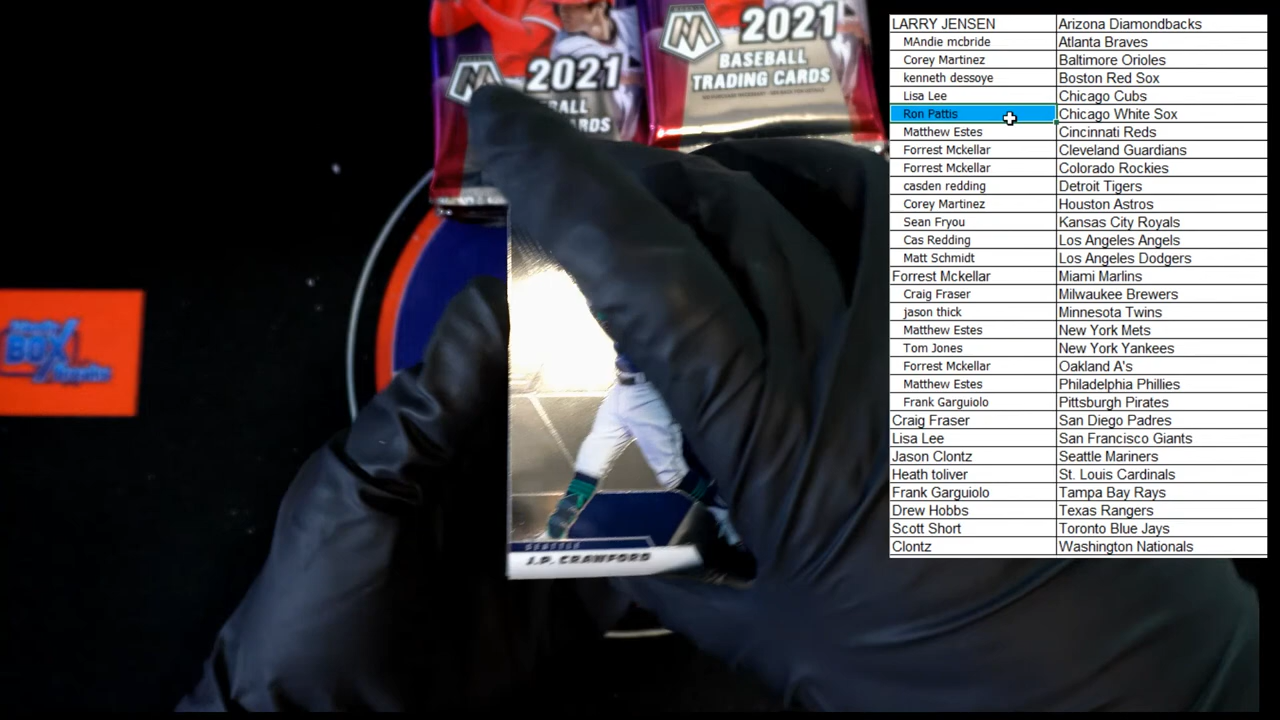 2021
BASEBALL
TRADING CARDS
2021
BOX
SEATTLE
J.P. CRAWFORD
LARRY JENSEN Arizona Diamondbacks
MAndie mcbride Atlanta Braves
Corey Martinez Baltimore Orioles
kenneth dessoye Boston Red Sox
Lisa Lee Chicago Cubs
Ron Pattis Chicago White Sox
Matthew Estes Cincinnati Reds
Forrest Mckellar Cleveland Guardians
Forrest Mckellar Colorado Rockies
casden redding Detroit Tigers
Corey Martinez Houston Astros
Sean Fryou Kansas City Royals
Cas Redding Los Angeles Angels
Matt Schmidt Los Angeles Dodgers
Forrest Mckellar Miami Marlins
Craig Fraser Milwaukee Brewers
jason thick Minnesota Twins
Matthew Estes New York Mets
Tom Jones New York Yankees
Forrest Mckellar Oakland A's
Matthew Estes Philadelphia Phillies
Frank Garguiolo Pittsburgh Pirates
Craig Fraser San Diego Padres
Lisa Lee San Francisco Giants
Jason Clontz Seattle Mariners
Heath toliver St. Louis Cardinals
Frank Garguiolo Tampa Bay Rays
Drew Hobbs Texas Rangers
Scott Short Toronto Blue Jays
Clontz Washington Nationals